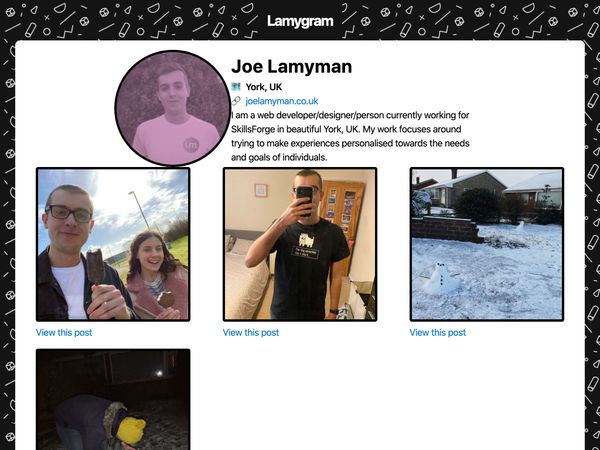 Lamygram
Joe Lamyman
York, UK
joelamyman.co.uk
I am a web developer/designer/person currently working for
SkillsForge in beautiful York, UK. My work focuses around
trying to make experiences personalised towards the needs
and goals of individuals.
View this post
View this post
View this post